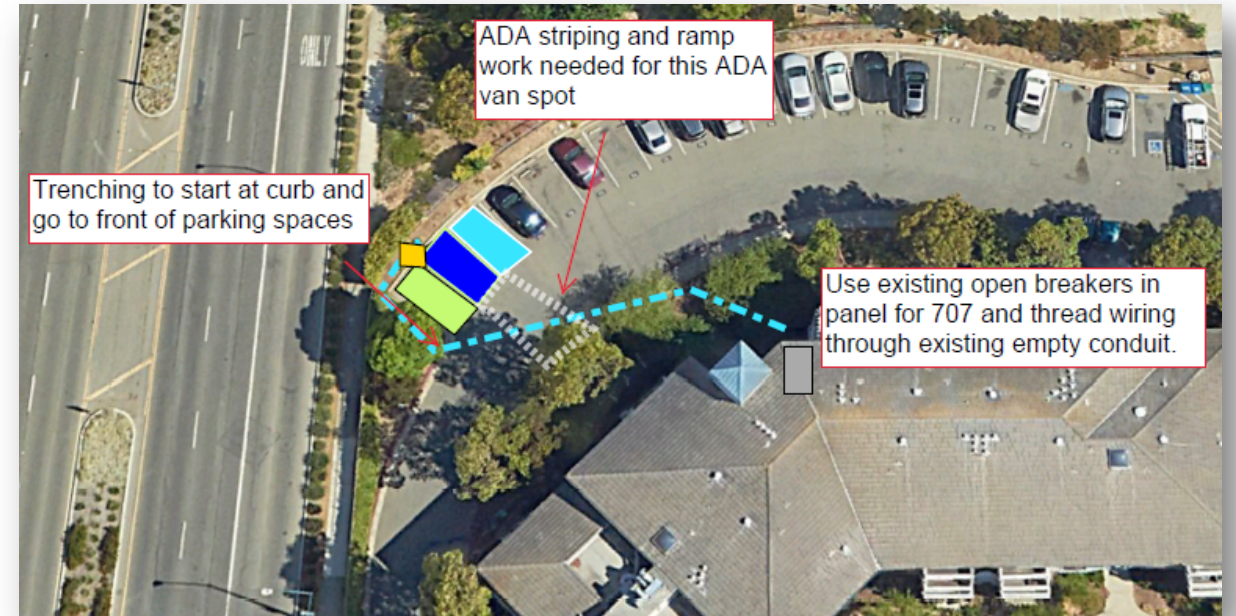 ONLY
ADA striping and ramp
work needed for this ADA
van spot
Trenching to start at curb and
go to front of parking spaces
Use existing open breakers in
panel for 707 and thread wiring
through existing empty conduit.